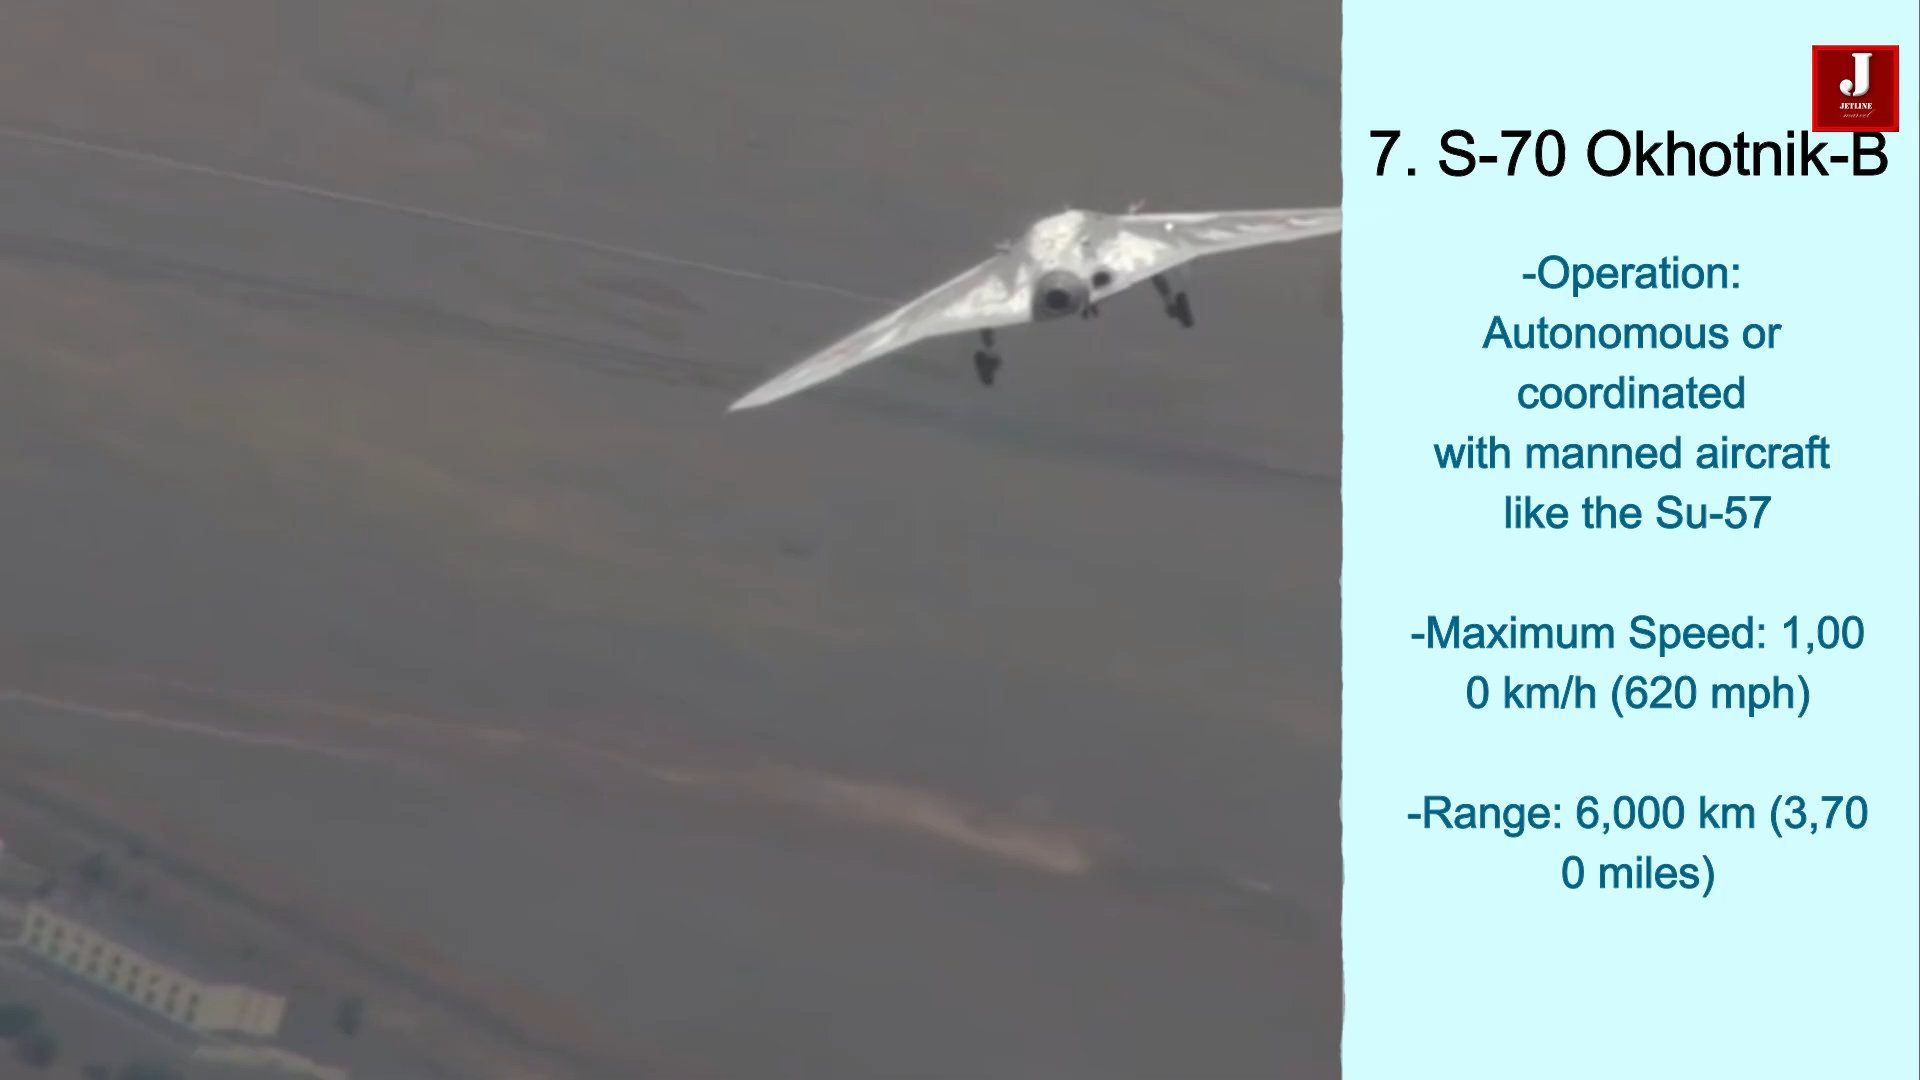 J
JETLINE
marvel
7. S-70 Okhotnik-B
-Operation:
Autonomous or
coordinated
with manned aircraft
like the Su-57
-Maximum Speed: 1,00
0 km/h (620 mph)
-Range: 6,000 km (3,70
0 miles)